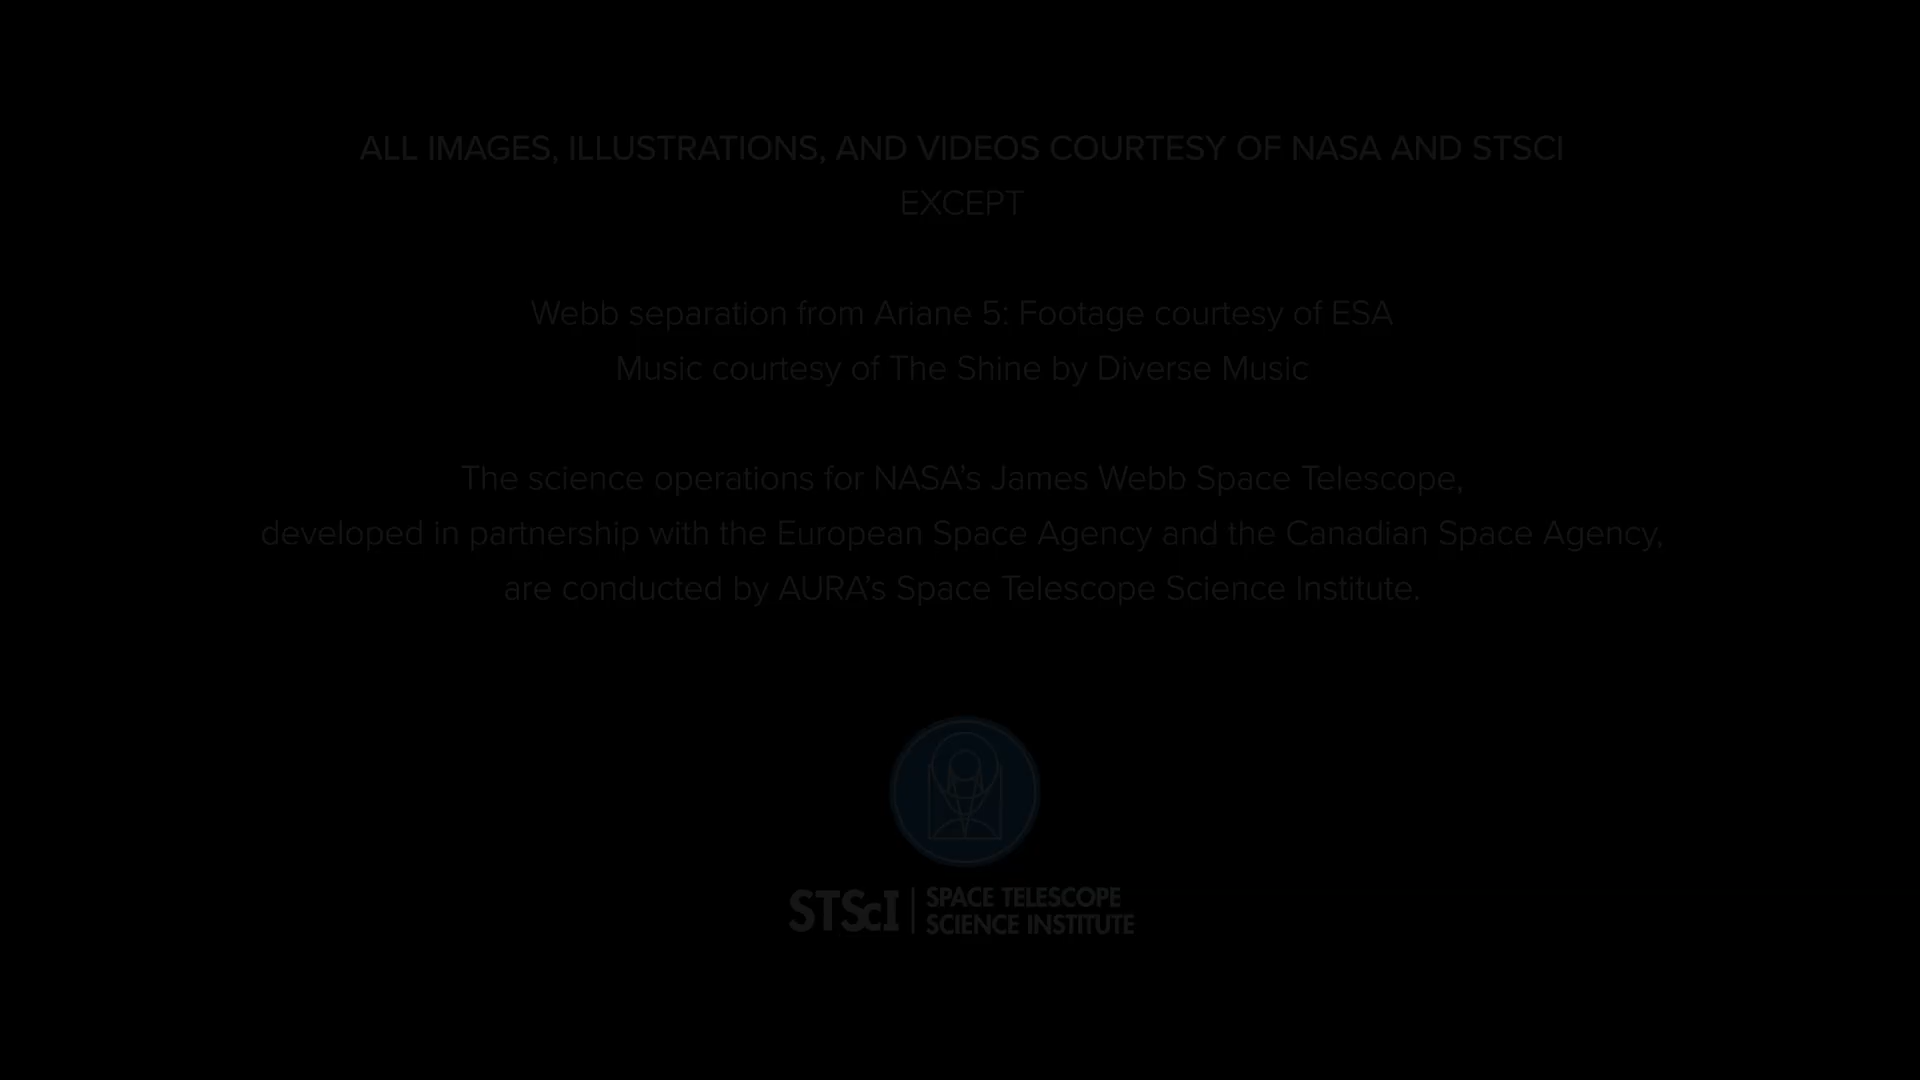 ALL IMAGES, ILLUSTRATIONS, AND VIDEOS COURTESY OF NASA AND STSCI
EXCEPT
Webb separation from Ariane 5: Footage courtesy of ESA
Music courtesy of The Shine by Diverse Music
The science operations for NASA’s James Webb Space Telescope,
developed in partnership with the European Space Agency and the Canadian Space Agency,
are conducted by AURA’s Space Telescope Science Institute.
STScI
SPACE TELESCOPE
SCIENCE INSTITUTE